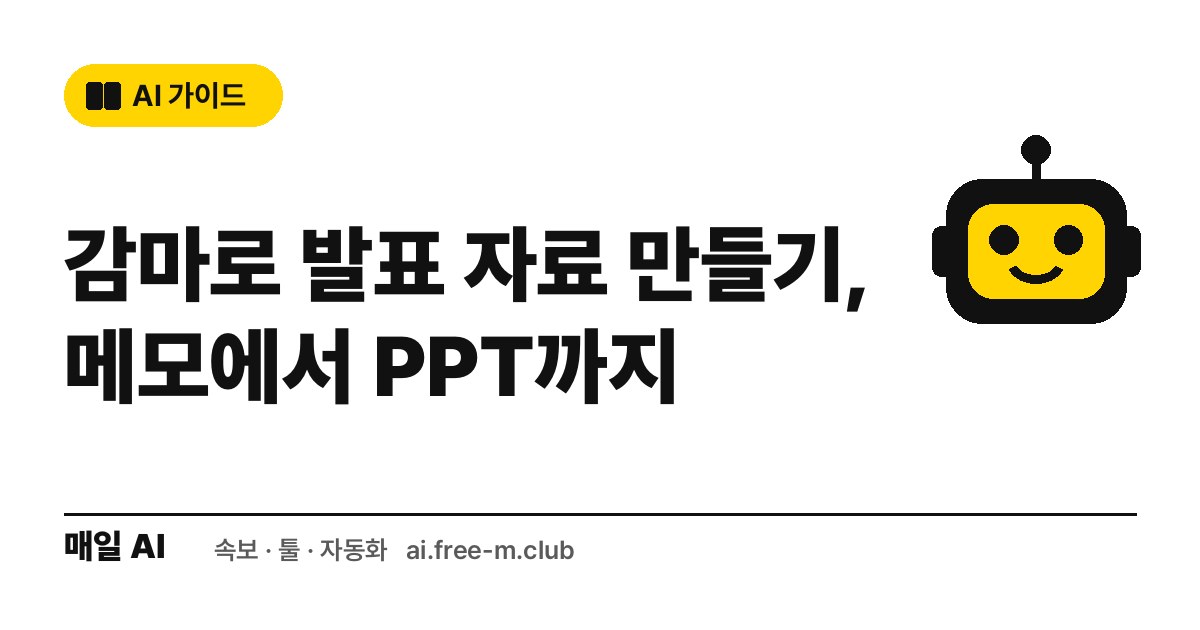 AI 가이드
감마로 발표 자료 만들기,
메모에서 PPT까지
매일 AI 속보 · 툴 · 자동화 ai.free-m.club